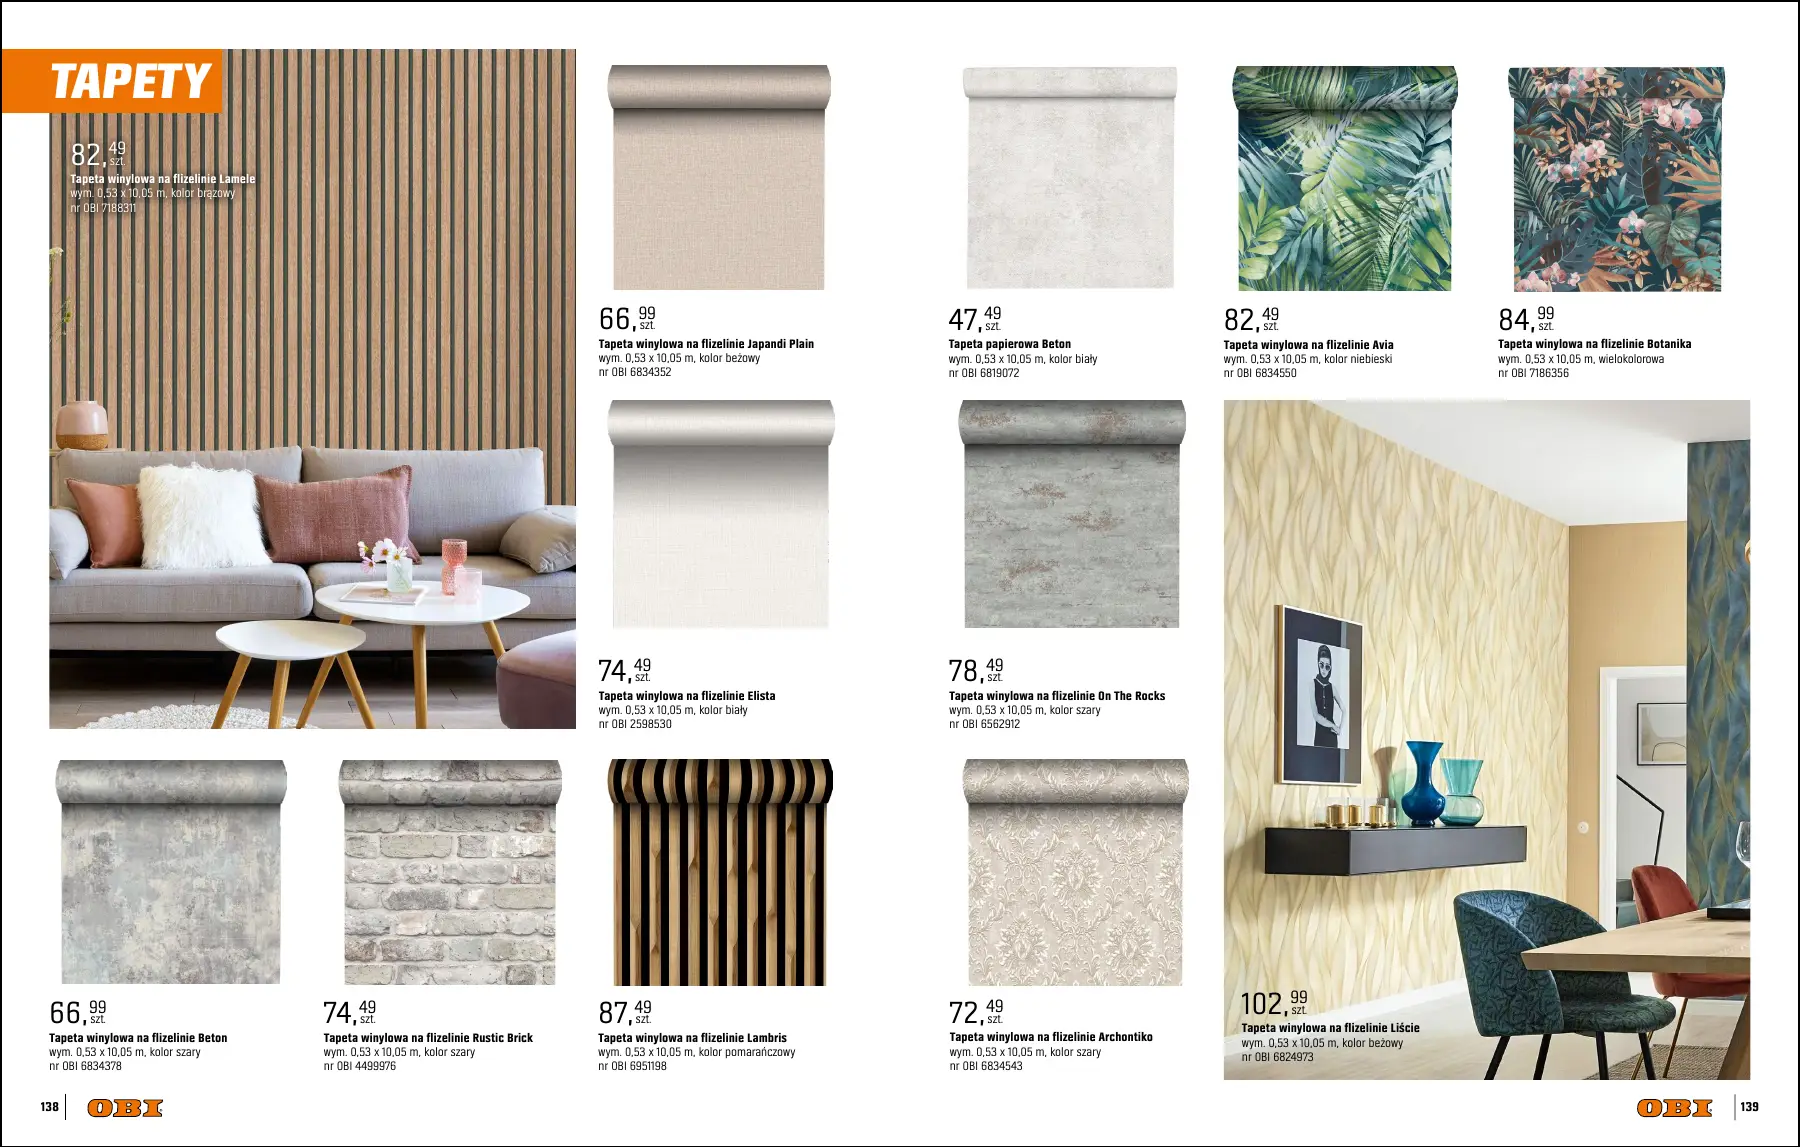 TAPETY
82,49
szt.
Tapeta winylowa na flizelinie Lamele
wym. 0,53 x 10,05 m, kolor brązowy
nr OBI 7188311
66,99
szt.
Tapeta winylowa na flizelinie Japandi Plain
wym. 0,53 x 10,05 m, kolor beżowy
nr OBI 6834352
74,49
szt.
Tapeta winylowa na flizelinie Elista
wym. 0,53 x 10,05 m, kolor biały
nr OBI 2598530
66,99
szt.
Tapeta winylowa na flizelinie Beton
wym. 0,53 x 10,05 m, kolor szary
nr OBI 6834378
74,49
szt.
Tapeta winylowa na flizelinie Rustic Brick
wym. 0,53 x 10,05 m, kolor szary
nr OBI 4499976
87,49
szt.
Tapeta winylowa na flizelinie Lambris
wym. 0,53 x 10,05 m, kolor pomarańczowy
nr OBI 6951198
138
OBI
47,49
szt.
Tapeta papierowa Beton
wym. 0,53 x 10,05 m, kolor biały
nr OBI 6819072
82,49
szt.
Tapeta winylowa na flizelinie Avia
wym. 0,53 x 10,05 m, kolor niebieski
nr OBI 6834550
84,99
szt.
Tapeta winylowa na flizelinie Botanika
wym. 0,53 x 10,05 m, wielokolorowa
nr OBI 7186356
78,49
szt.
Tapeta winylowa na flizelinie On The Rocks
wym. 0,53 x 10,05 m, kolor szary
nr OBI 6562912
72,49
szt.
Tapeta winylowa na flizelinie Archontiko
wym. 0,53 x 10,05 m, kolor szary
nr OBI 6834543
102,99
szt.
Tapeta winylowa na flizelinie Liście
wym. 0,53 x 10,05 m, kolor beżowy
nr OBI 6824973
OBI
139